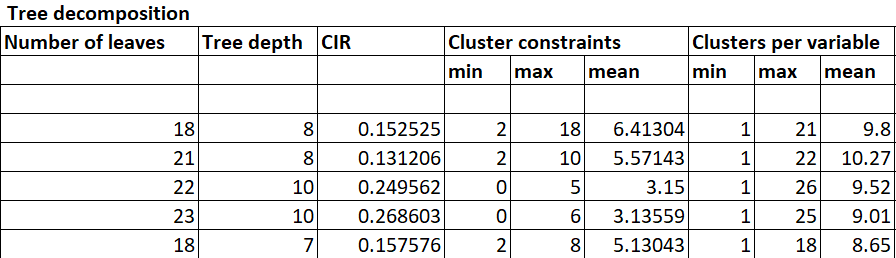 Tree decomposition
Number of leaves Tree depth CIR Cluster constraints Clusters per variable
min max mean min max mean
18 8 0.152525 2 18 6.41304 1 21 9.8
21 8 0.131206 2 10 5.57143 1 22 10.27
22 10 0.249562 0 5 3.15 1 26 9.52
23 10 0.268603 0 6 3.13559 1 25 9.01
18 7 0.157576 2 8 5.13043 1 18 8.65